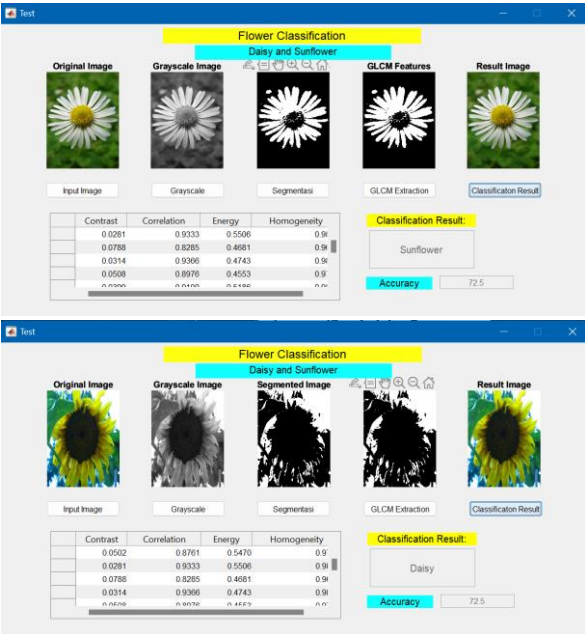 Test
Flower Classification
Daisy and Sunflower
Original Image Grayscale Image GLCM Features Result Image
Input Image Grayscale Segmentasi GLCM Extraction Classificaton Result
Contrast Correlation Energy Homogeneity
0.0281 0.9333 0.5506
0.0788 0.8285 0.4681
0.0314 0.9366 0.4743
0.0508 0.8976 0.4553
Classification Result:
Sunflower
Accuracy 72.5
Test
Flower Classification
Daisy and Sunflower
Original Image Grayscale Image Segmented Image Result Image
Input Image Grayscale Segmentasi GLCM Extraction Classificaton Result
Contrast Correlation Energy Homogeneity
0.0502 0.8761 0.5470
0.0281 0.9333 0.5506
0.0788 0.8285 0.4681
0.0314 0.9366 0.4743
Classification Result:
Daisy
Accuracy 72.5